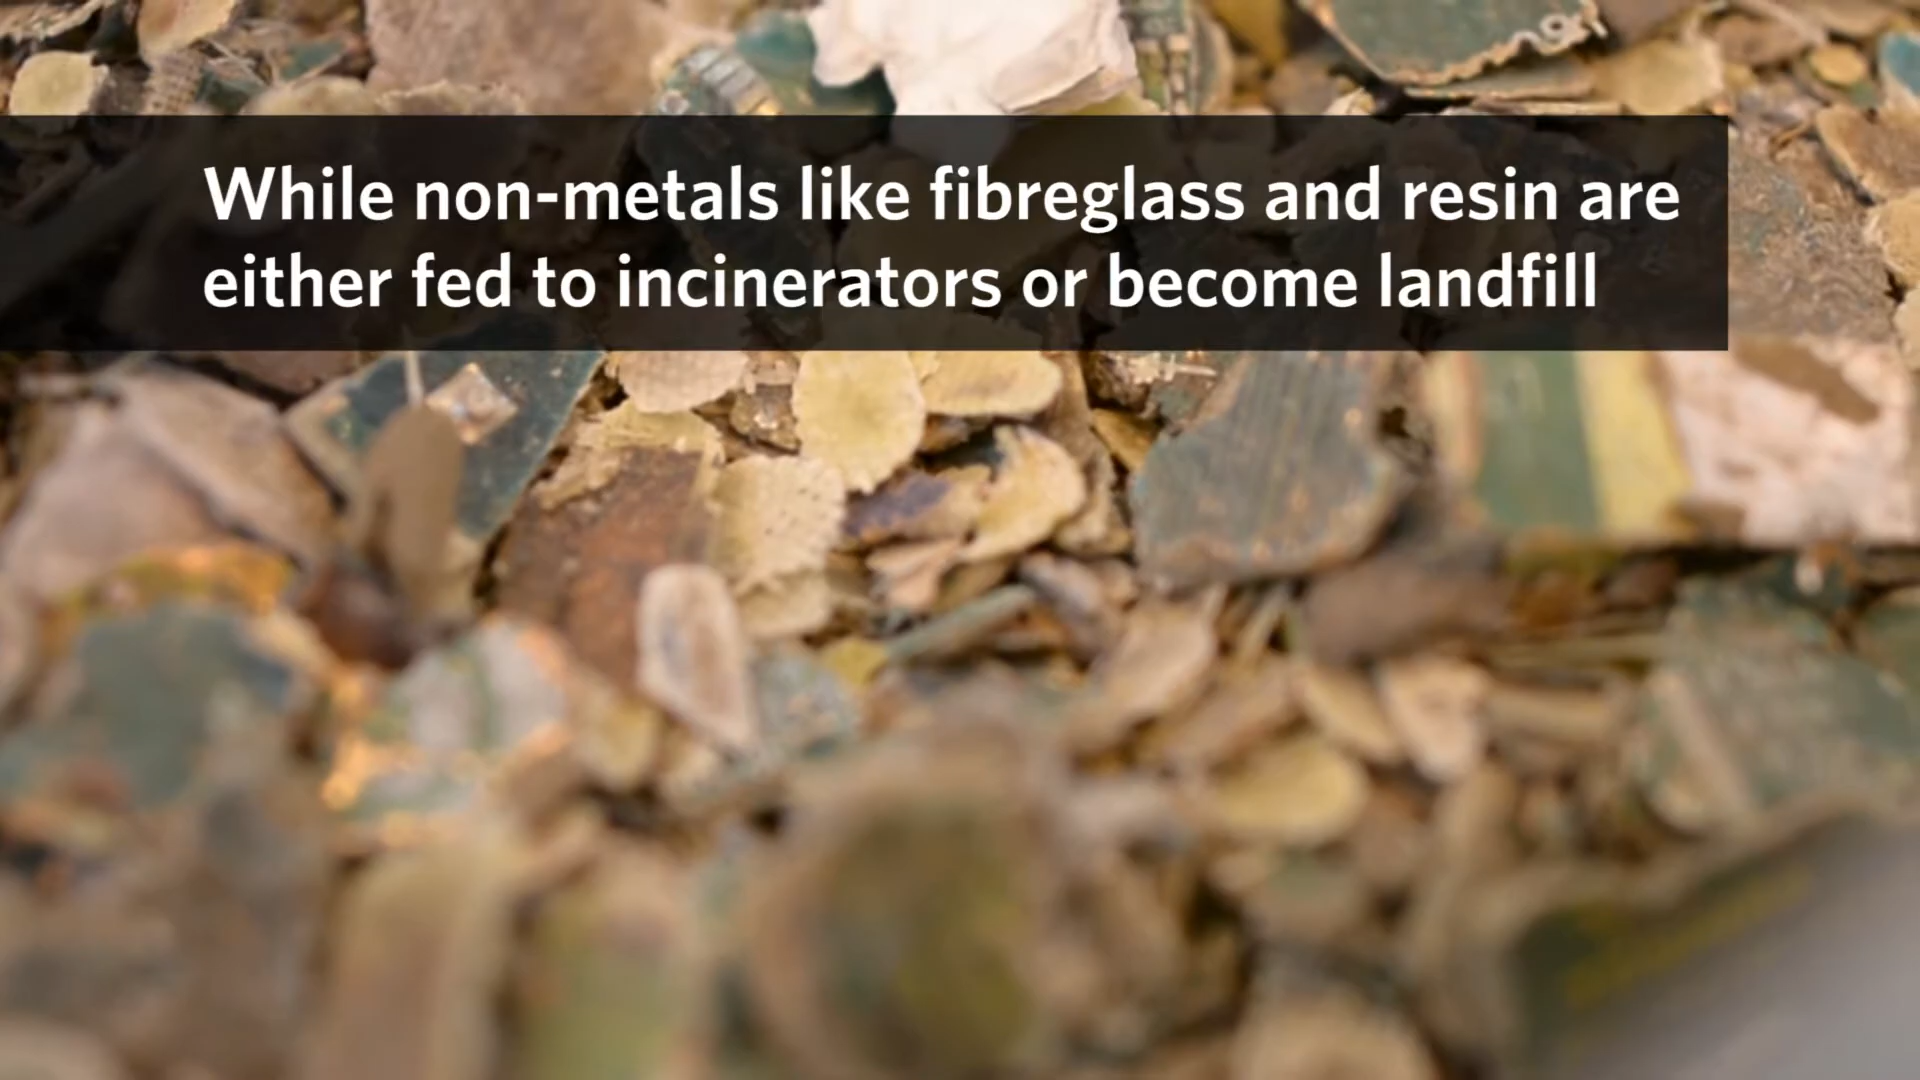 While non-metals like fibreglass and resin are
either fed to incinerators or become landfill